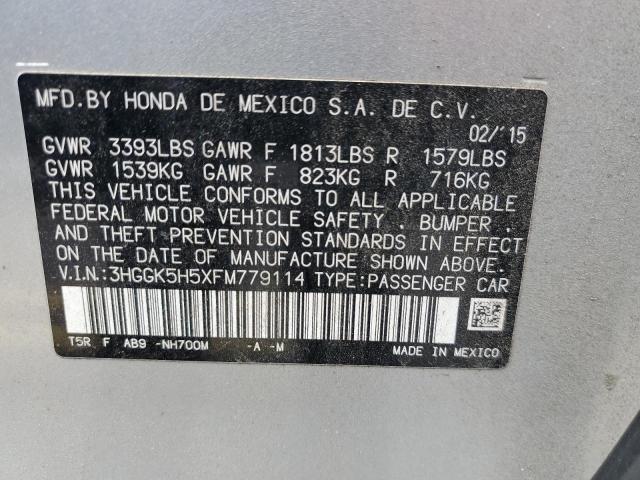 MFD.BY HONDA DE MEXICO S.A. DE C.V.
02/'15
GVWR 3393LBS GAWR F 1813LBS R 1579LBS
GVWR 1539KG GAWR F 823KG R 716KG
THIS VEHICLE CONFORMS TO ALL APPLICABLE
FEDERAL MOTOR VEHICLE SAFETY . BUMPER .
AND THEFT PREVENTION STANDARDS IN EFFECT
ON THE DATE OF MANUFACTURE SHOWN ABOVE.
V.I.N.:3HGGK5H5XFM779114 TYPE:PASSENGER CAR
T5R F AB9 -NH700M -A -M
MADE IN MEXICO